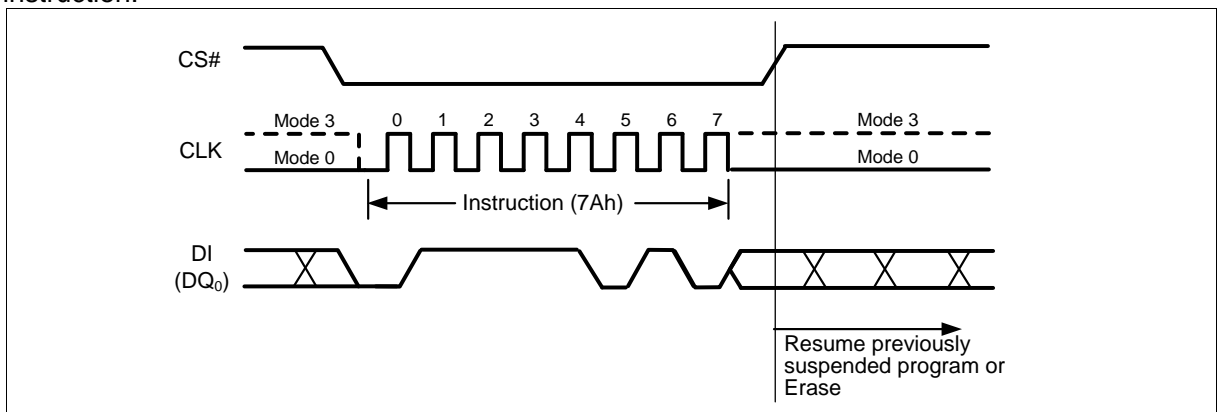 instruction.
CS#
Mode 3 0 1 2 3 4 5 6 7 Mode 3
CLK
Mode 0 Mode 0
Instruction (7Ah)
DI
(DQ₀)
Resume previously
suspended program or
Erase